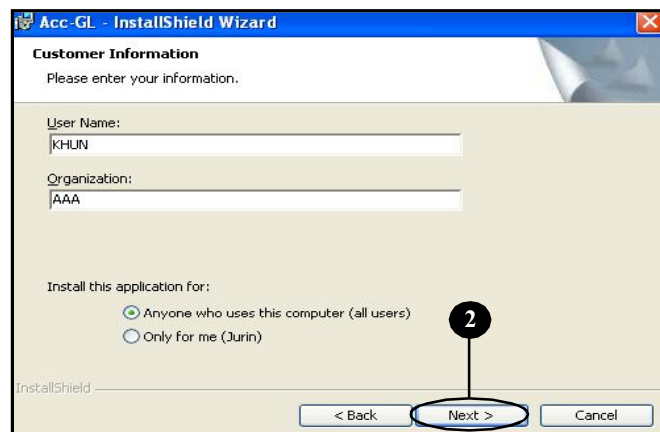 Acc-GL - InstallShield Wizard
Customer Information
Please enter your information.
User Name:
KHUN
Organization:
AAA
Install this application for:
Anyone who uses this computer (all users)
Only for me (Jurin)
2
InstallShield
< Back Next > Cancel